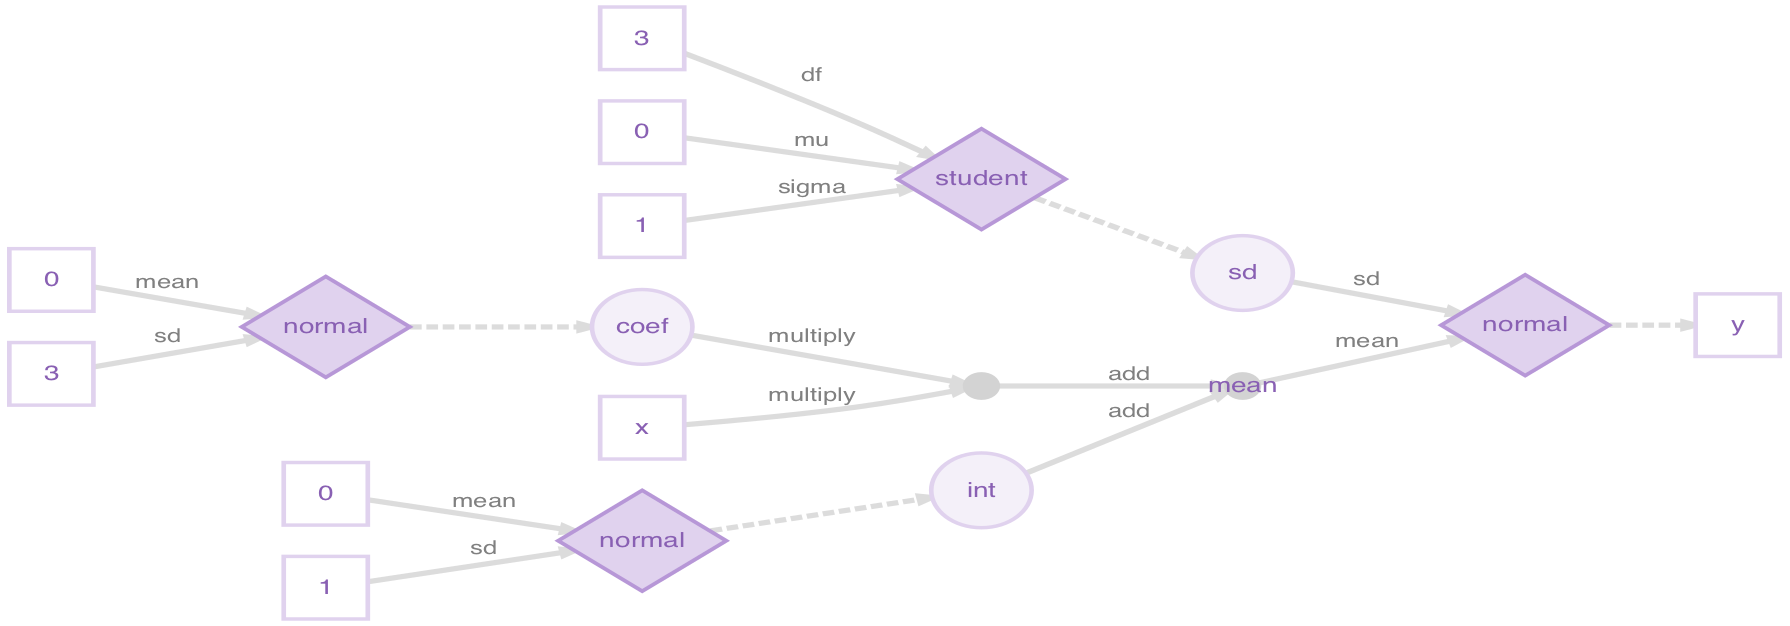 3
df
0
mu
student
sigma
1
0
mean
sd
sd
normal
coef
multiply
normal
y
sd
mean
3
add
mean
multiply
add
x
0
mean
int
sd
normal
1